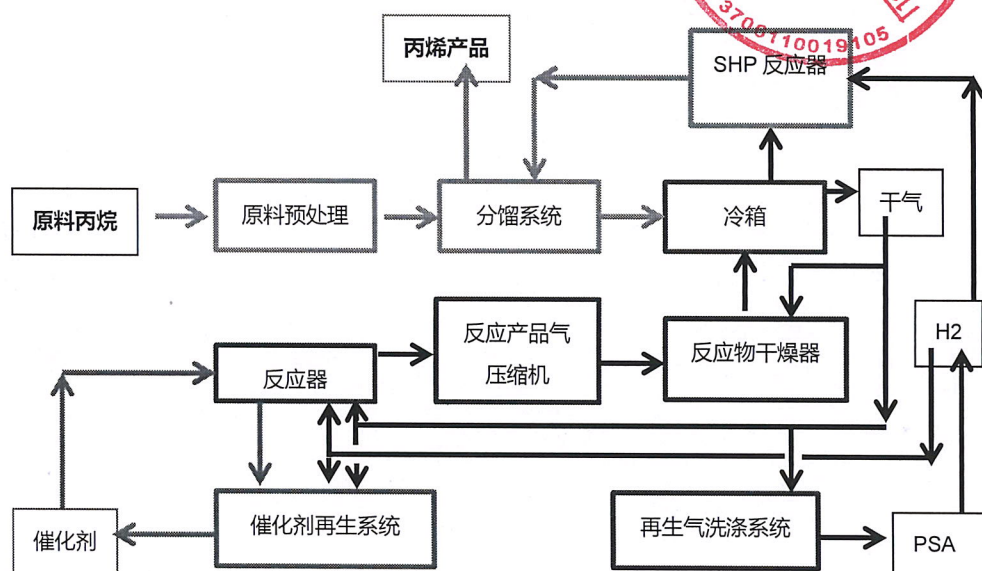 3706110019105
丙烯产品
SHP 反应器
原料丙烷
原料预处理
分馏系统
冷箱
干气
反应器
反应产品气
压缩机
反应物干燥器
H2
催化剂
催化剂再生系统
再生气洗涤系统
PSA